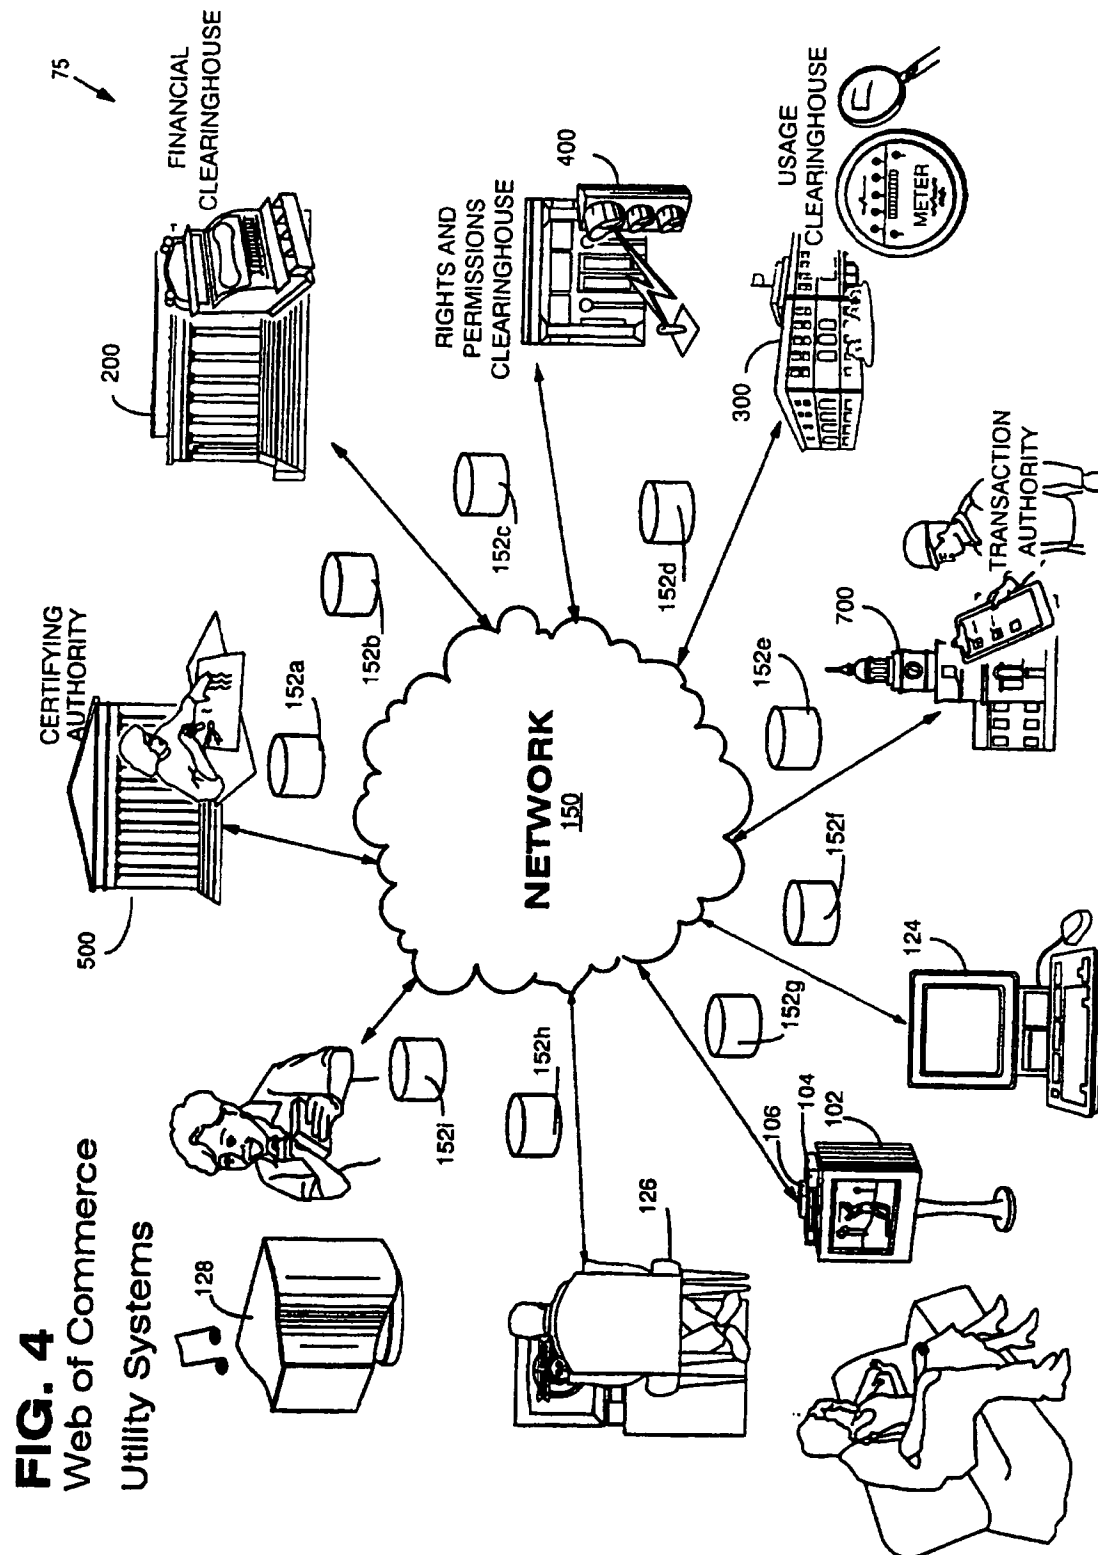 FIG. 4
Web of Commerce
Utility Systems
75
CERTIFYING
AUTHORITY
500
FINANCIAL
CLEARINGHOUSE
200
RIGHTS AND
PERMISSIONS
CLEARINGHOUSE
400
USAGE
CLEARINGHOUSE
300
METER
TRANSACTION
AUTHORITY
700
NETWORK
150
152a
152b
152c
152d
152e
152f
152g
152h
152i
128
126
106
104
102
124